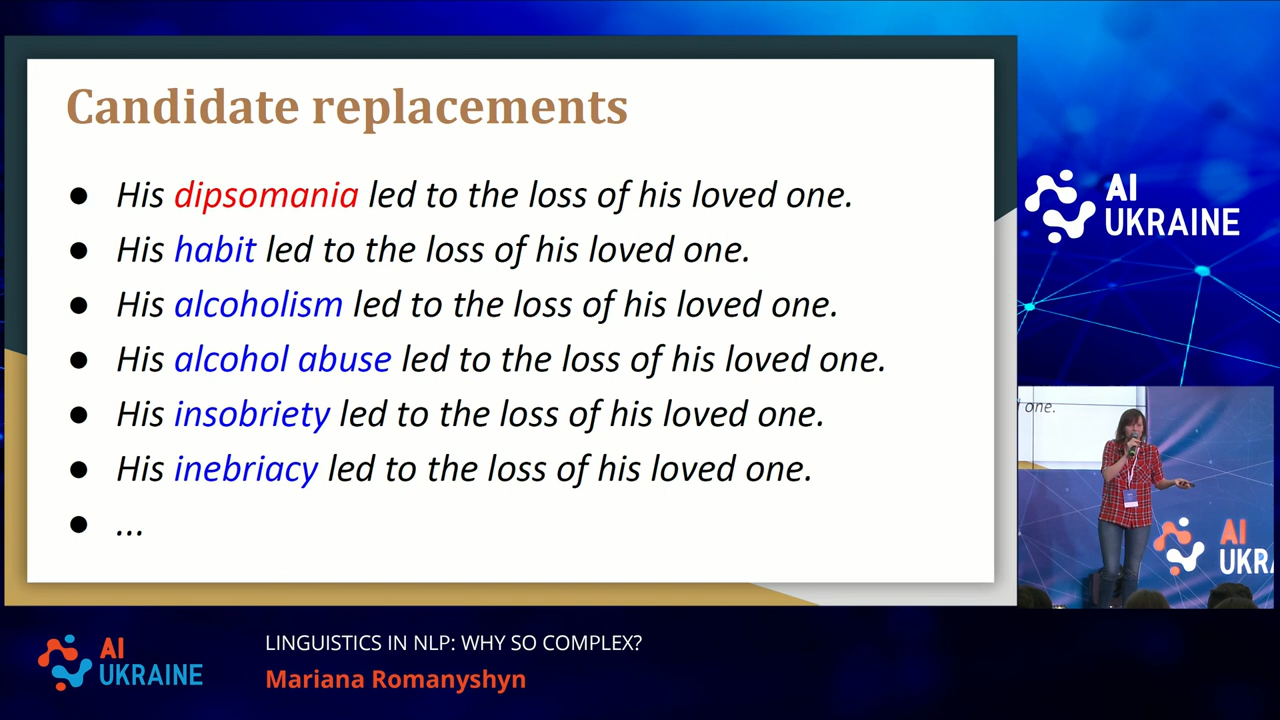 Candidate replacements
● His dipsomania led to the loss of his loved one.
● His habit led to the loss of his loved one.
● His alcoholism led to the loss of his loved one.
● His alcohol abuse led to the loss of his loved one.
● His insobriety led to the loss of his loved one.
● His inebriacy led to the loss of his loved one.
● ...
AI
UKRAINE
one.
AI
UKRA
AI
UKRAINE
LINGUISTICS IN NLP: WHY SO COMPLEX?
Mariana Romanyshyn